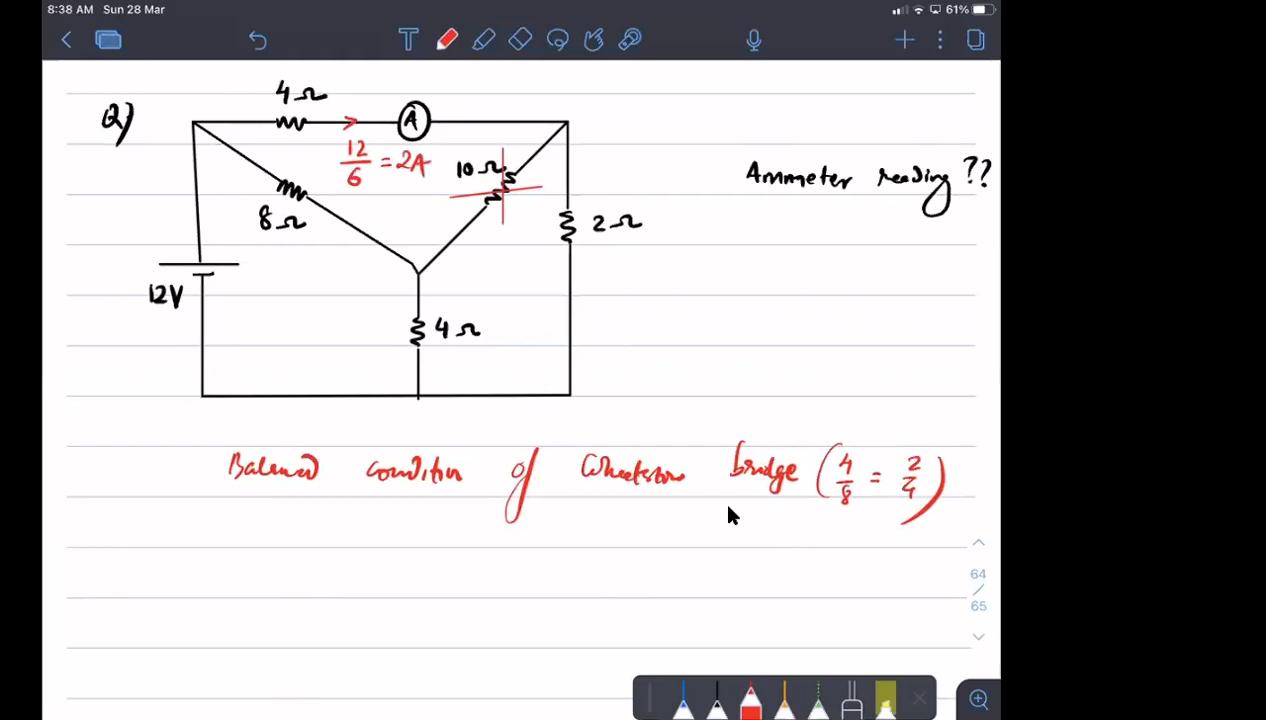 8:38 AM Sun 28 Mar
61%
T
Q)
4Ω
A
12/6 = 2A
10Ω
Ammeter reading ??
8Ω
2Ω
12V
4Ω
Balanced condition of Wheatstone bridge (4/8 = 2/4)
64
/
65